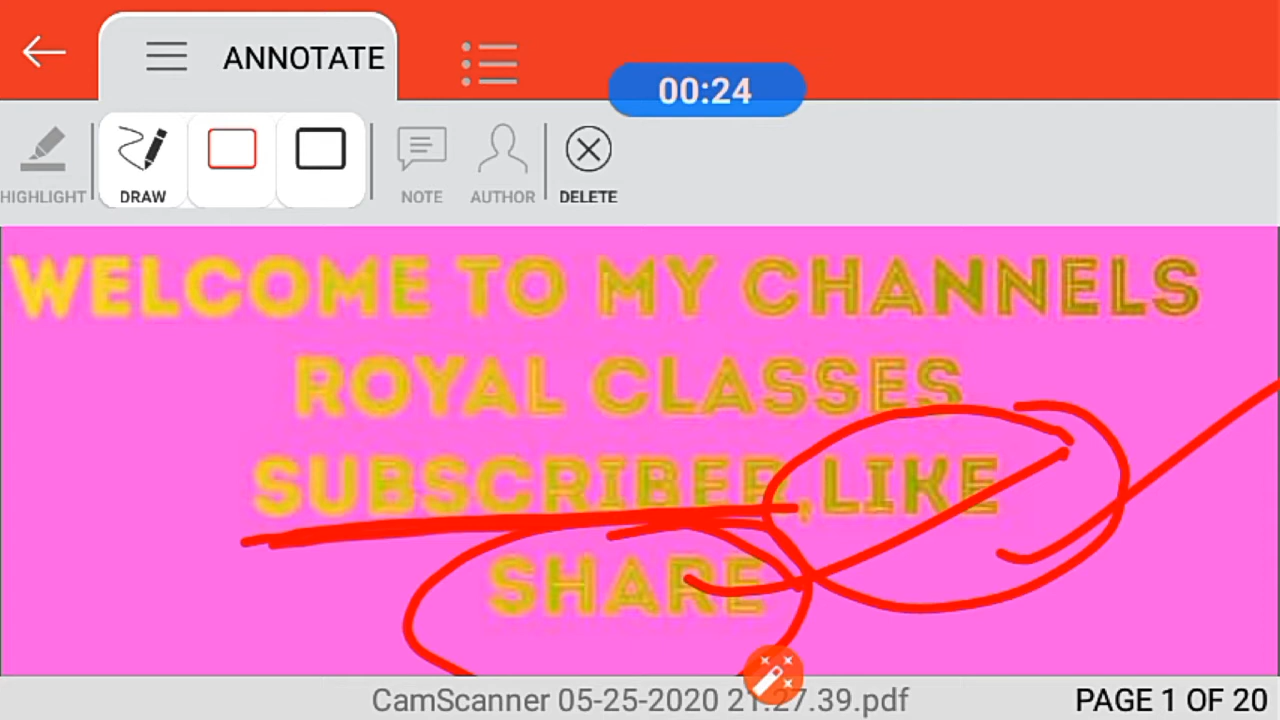 ANNOTATE
00:24
HIGHLIGHT DRAW NOTE AUTHOR DELETE
WELCOME TO MY CHANNELS
ROYAL CLASSES
SUBSCRIBER,LIKE
SHARE
CamScanner 05-25-2020 21.27.39.pdf PAGE 1 OF 20